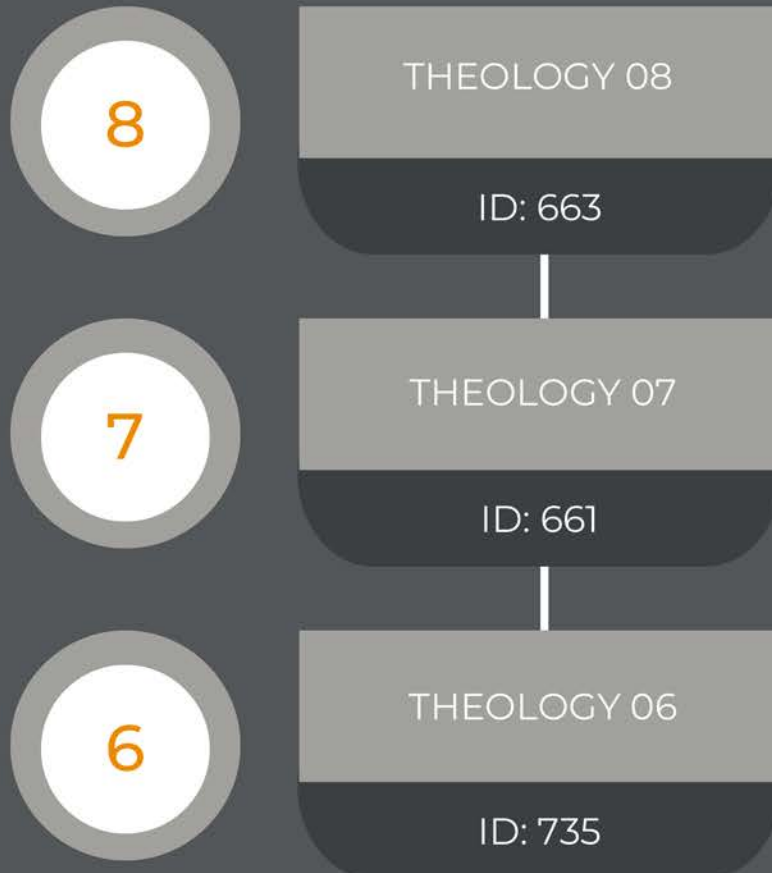 8
THEOLOGY 08
ID: 663
7
THEOLOGY 07
ID: 661
6
THEOLOGY 06
ID: 735